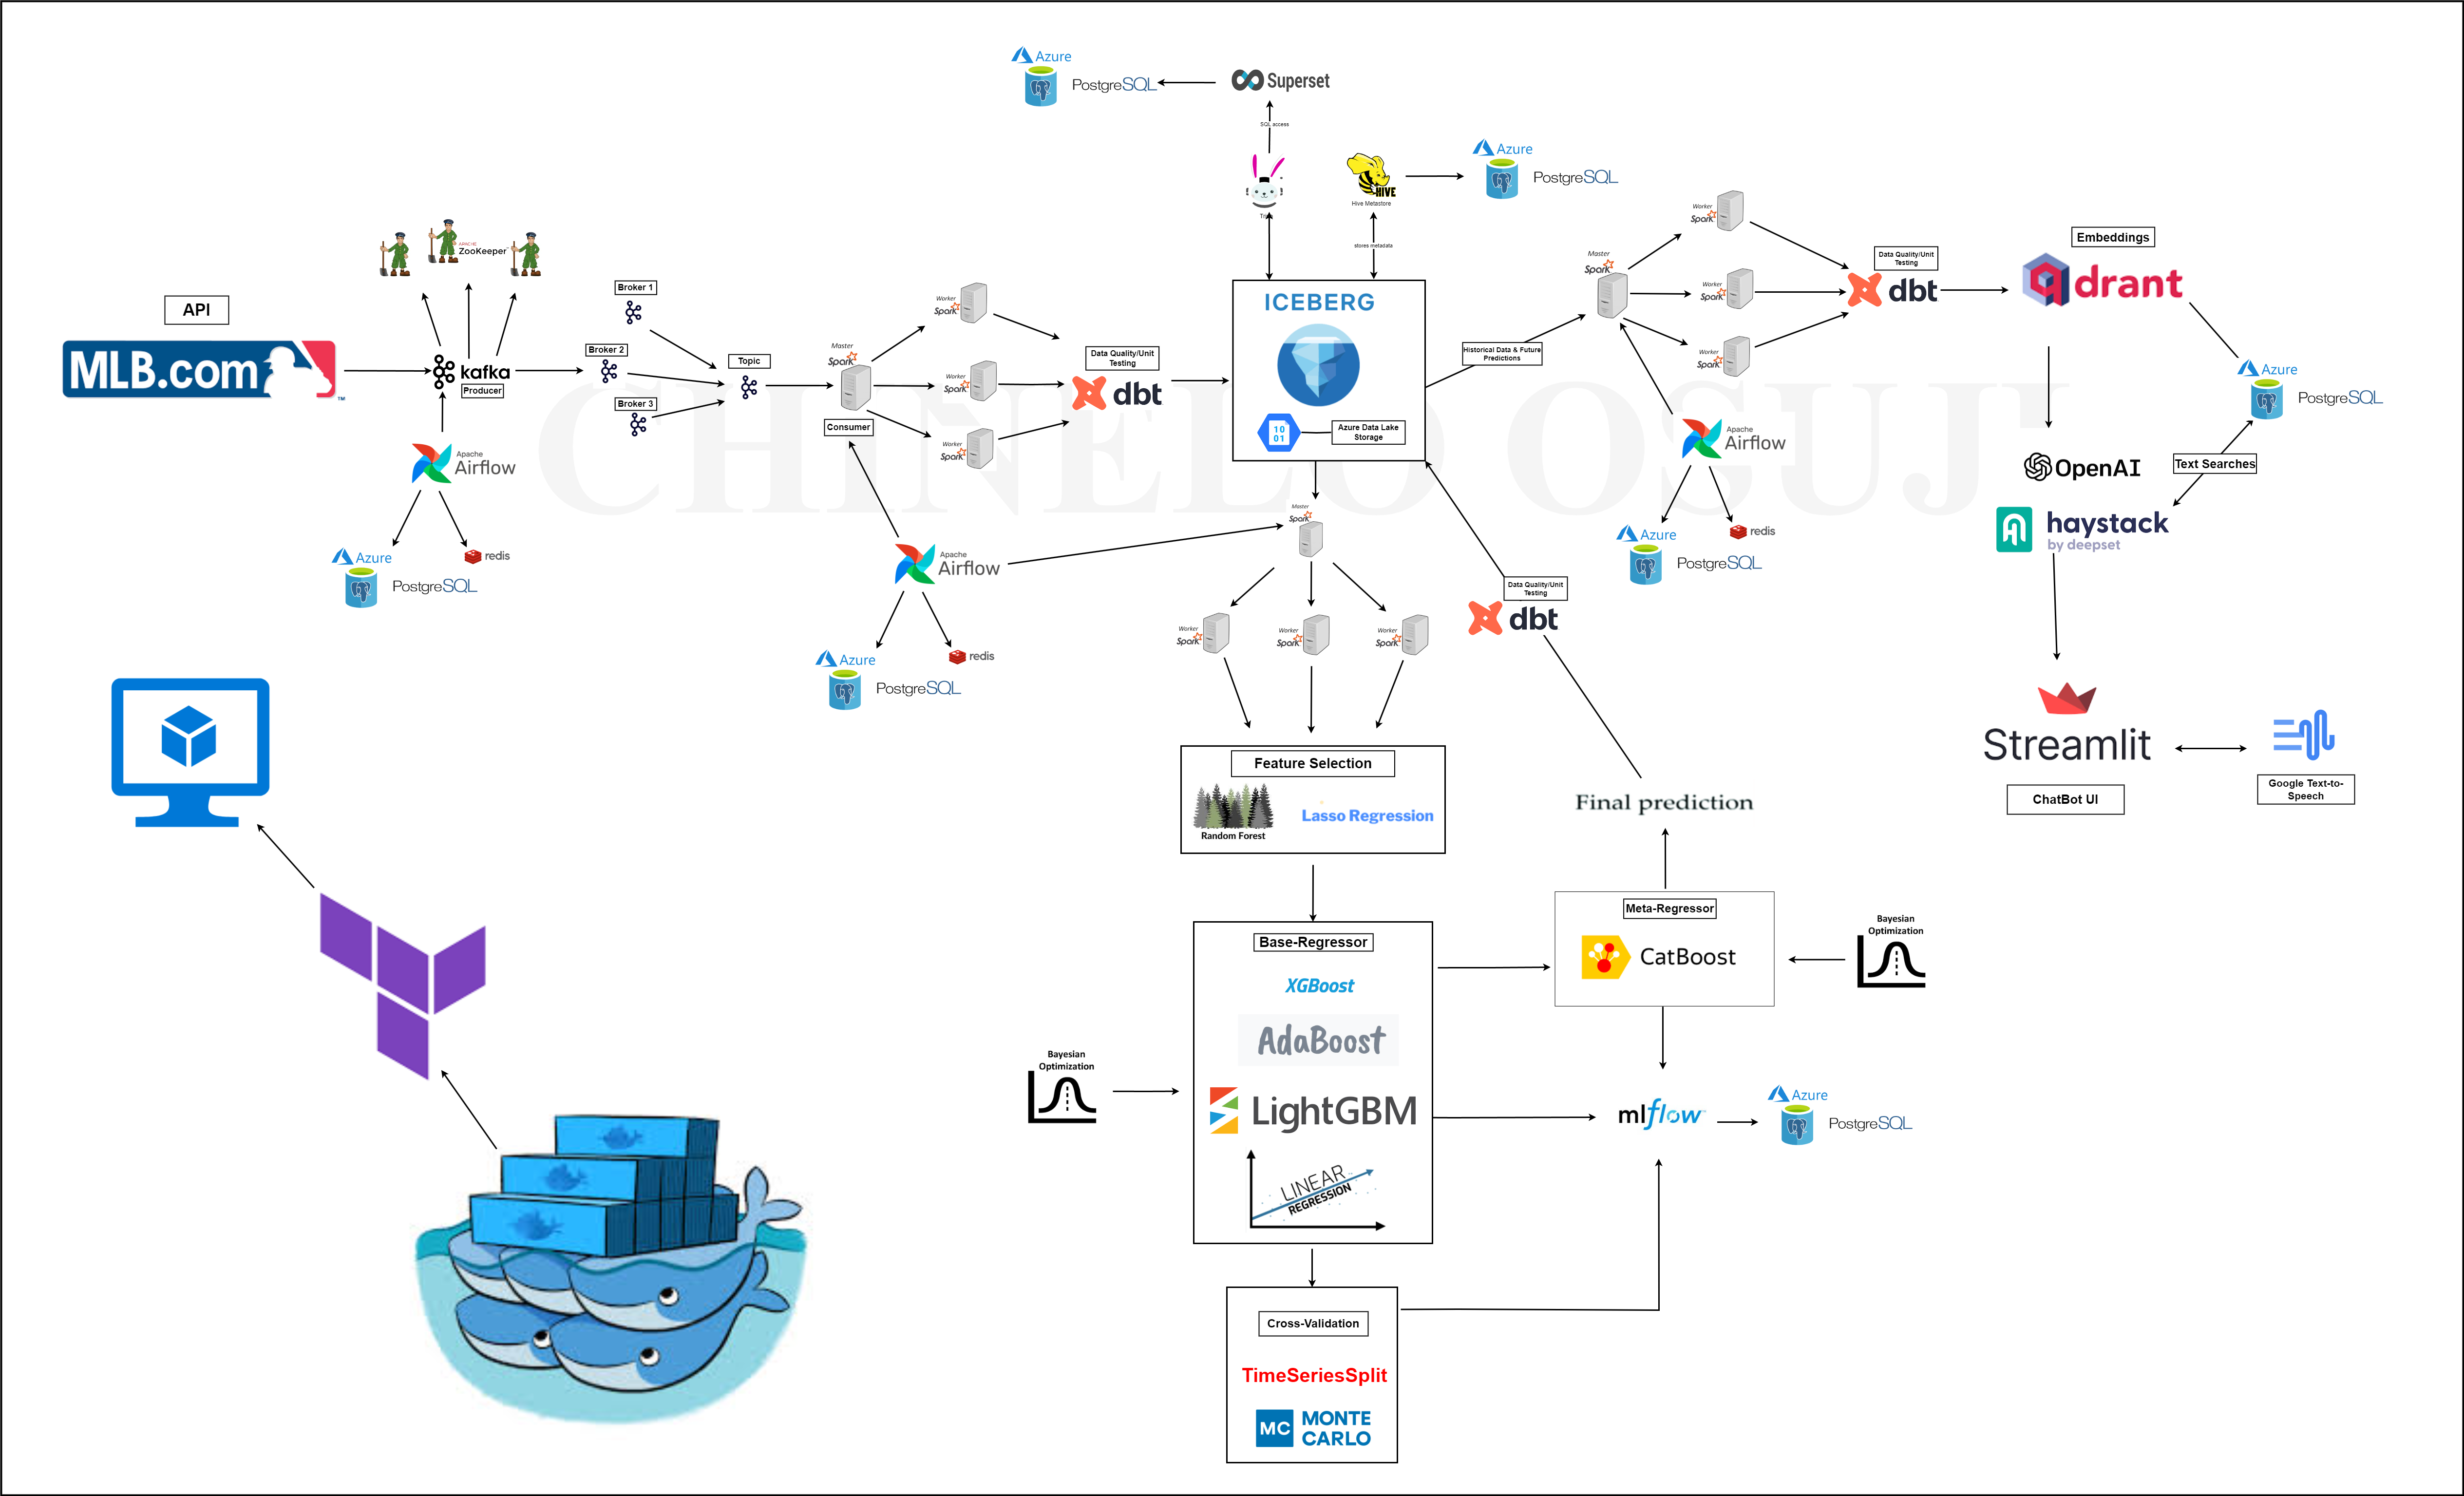 Azure
PostgreSQL
Superset
SQL access
HIVE
Hive Metastore
Azure
PostgreSQL
stores metadata
APACHE
ZooKeeper
API
MLB.com
™
kafka
Producer
Apache
Airflow
Azure
PostgreSQL
redis
Broker 1
Broker 2
Broker 3
Topic
Master
Spark
Consumer
Worker
Spark
Worker
Spark
Worker
Spark
Data Quality/Unit
Testing
dbt
Apache
Airflow
Azure
PostgreSQL
redis
CHINELO OSUJI
ICEBERG
10
01
Azure Data Lake
Storage
Historical Data & Future
Predictions
Master
Spark
Worker
Spark
Worker
Spark
Worker
Spark
Data Quality/Unit
Testing
dbt
Apache
Airflow
Azure
PostgreSQL
redis
Embeddings
qdrant
Azure
PostgreSQL
Text Searches
OpenAI
haystack
by deepset
Streamlit
ChatBot UI
Google Text-to-
Speech
Master
Spark
Worker
Spark
Worker
Spark
Worker
Spark
Data Quality/Unit
Testing
dbt
Feature Selection
Random Forest
Lasso Regression
Final prediction
Base-Regressor
XGBoost
AdaBoost
LightGBM
LINEAR
REGRESSION
Bayesian
Optimization
Meta-Regressor
CatBoost
Bayesian
Optimization
mlflow
Azure
PostgreSQL
Cross-Validation
TimeSeriesSplit
MC
MONTE
CARLO